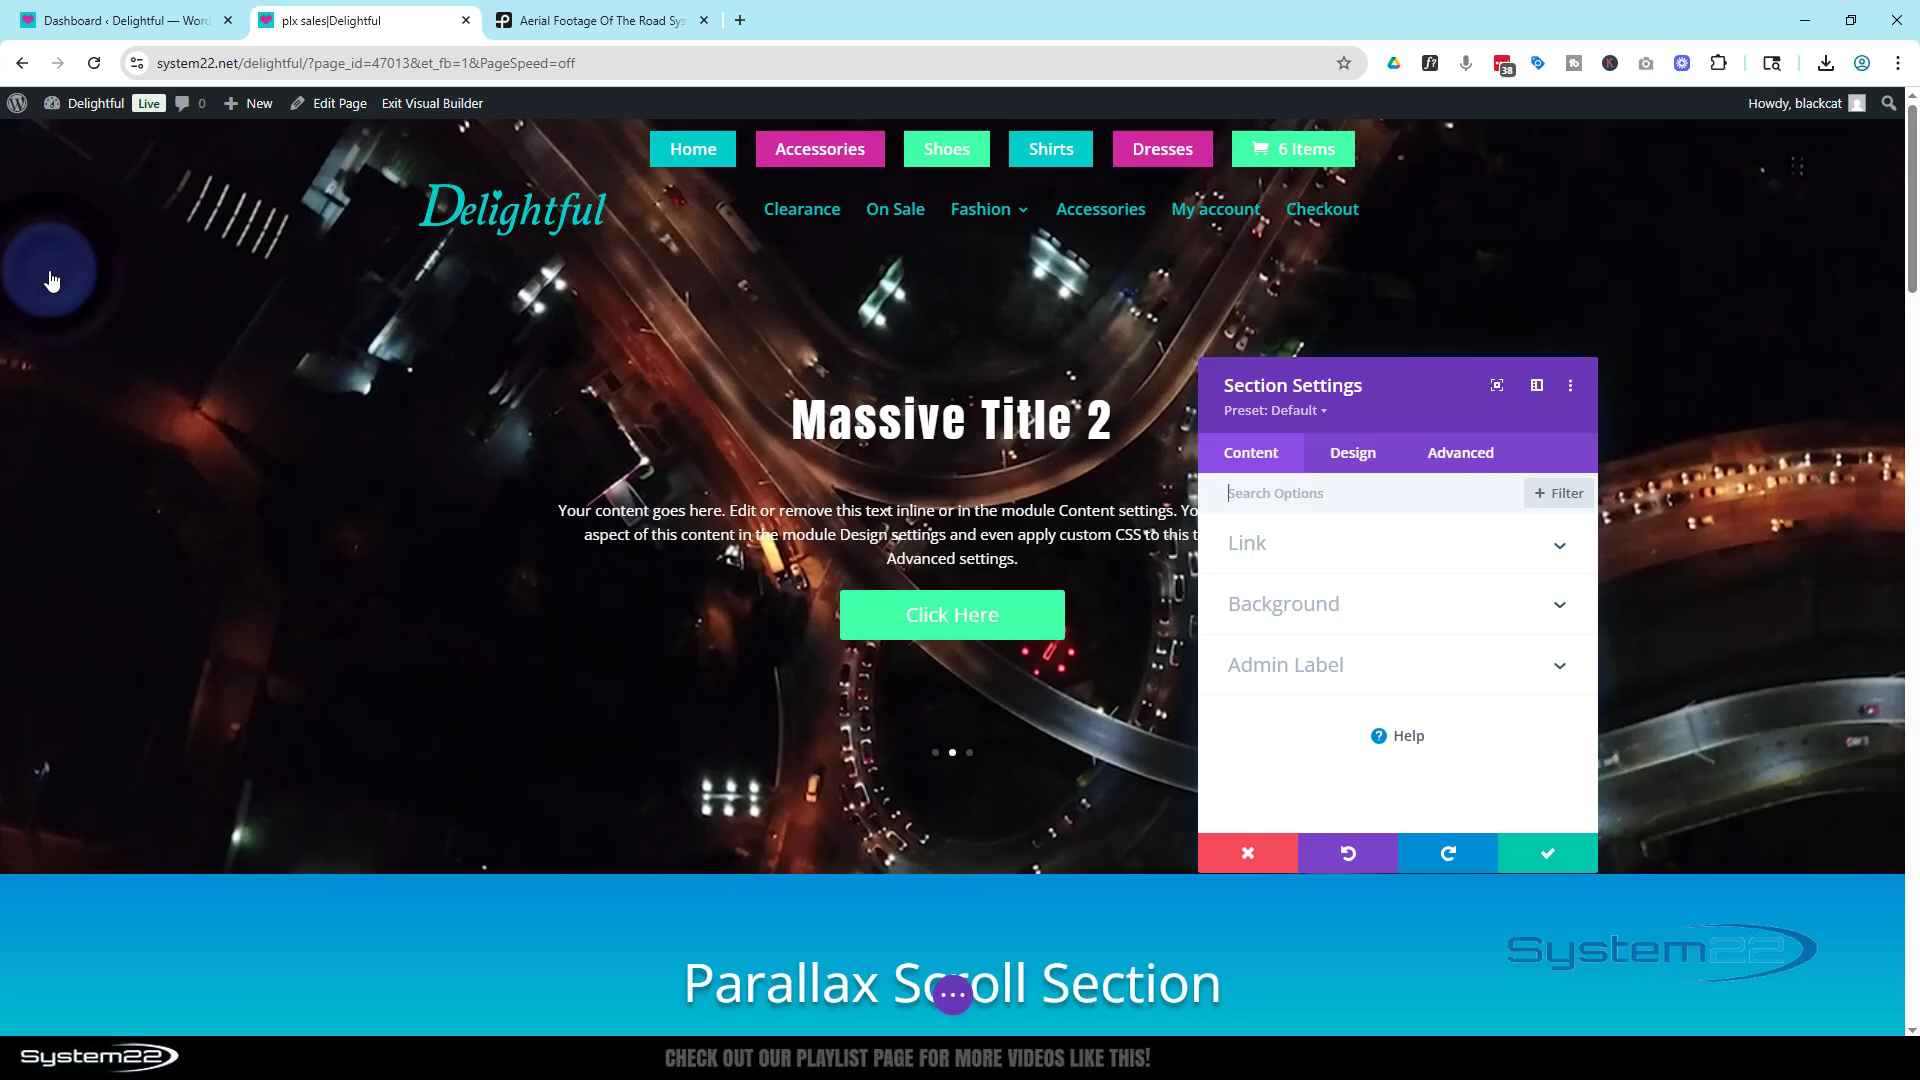 Dashboard ‹ Delightful — Word
plx sales|Delightful
Aerial Footage Of The Road Sys
system22.net/delightful/?page_id=47013&et_fb=1&PageSpeed=off
38
Delightful
Live
0
New
Edit Page
Exit Visual Builder
Howdy, blackcat
Home
Accessories
Shoes
Shirts
Dresses
6 Items
Delightful
Clearance
On Sale
Fashion
Accessories
My account
Checkout
Massive Title 2
Your content goes here. Edit or remove this text inline or in the module Content settings. Yo
aspect of this content in the module Design settings and even apply custom CSS to this t
Advanced settings.
Click Here
Section Settings
Preset: Default
Content
Design
Advanced
Search Options
+ Filter
Link
Background
Admin Label
Help
Parallax Scroll Section
System22
System22
CHECK OUT OUR PLAYLIST PAGE FOR MORE VIDEOS LIKE THIS!